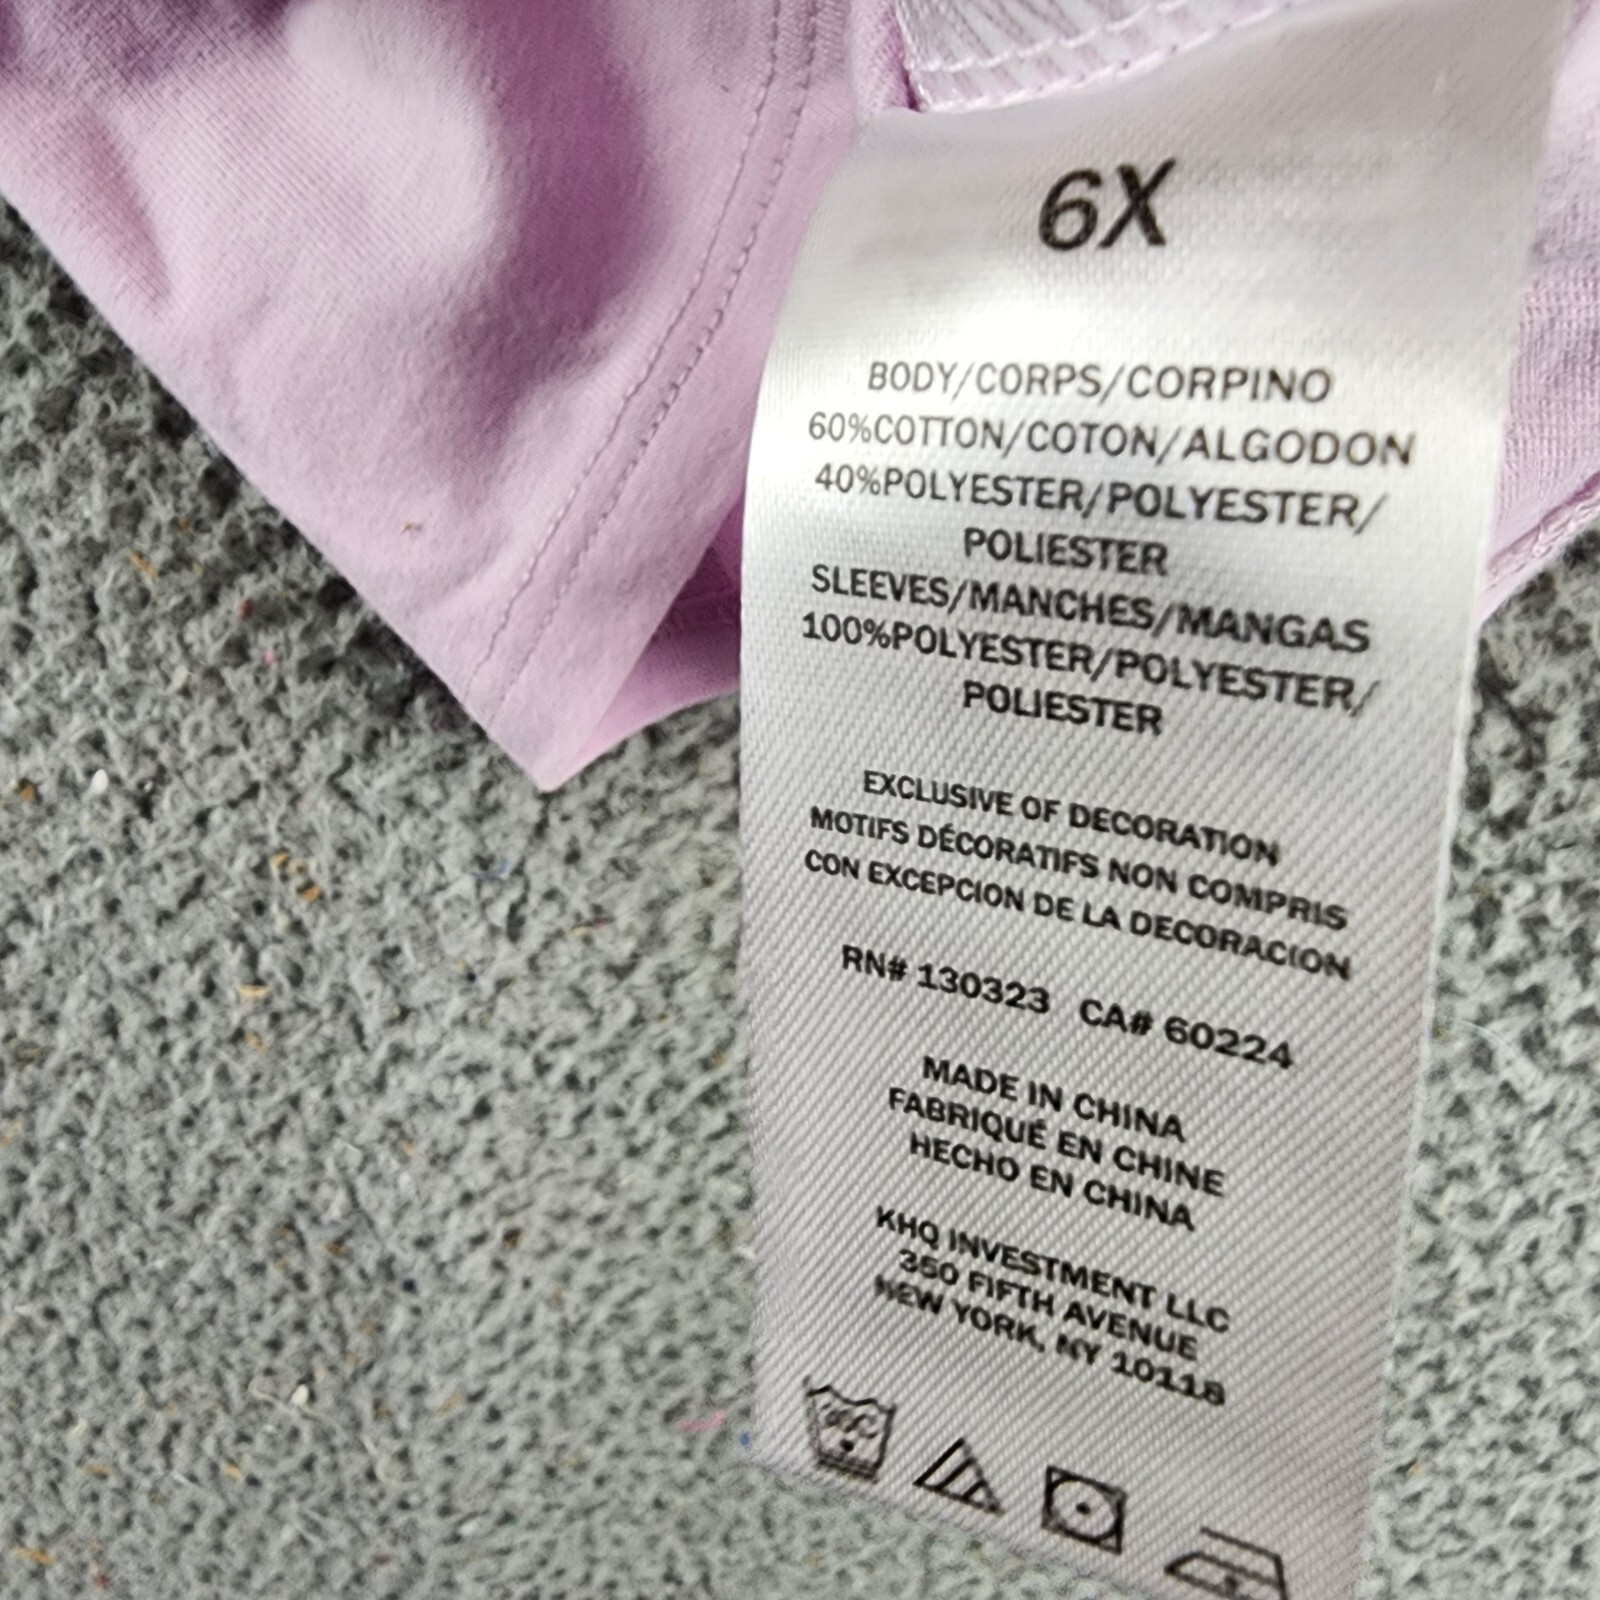 6X
BODY/CORPS/CORPINO
60%COTTON/COTON/ALGODON
40%POLYESTER/POLYESTER/
POLIESTER
SLEEVES/MANCHES/MANGAS
100%POLYESTER/POLYESTER/
POLIESTER
EXCLUSIVE OF DECORATION
MOTIFS DÉCORATIFS NON COMPRIS
CON EXCEPCION DE LA DECORACION
RN# 130323 CA# 60224
MADE IN CHINA
FABRIQUÉ EN CHINE
HECHO EN CHINA
KHQ INVESTMENT LLC
350 FIFTH AVENUE
NEW YORK, NY 10118